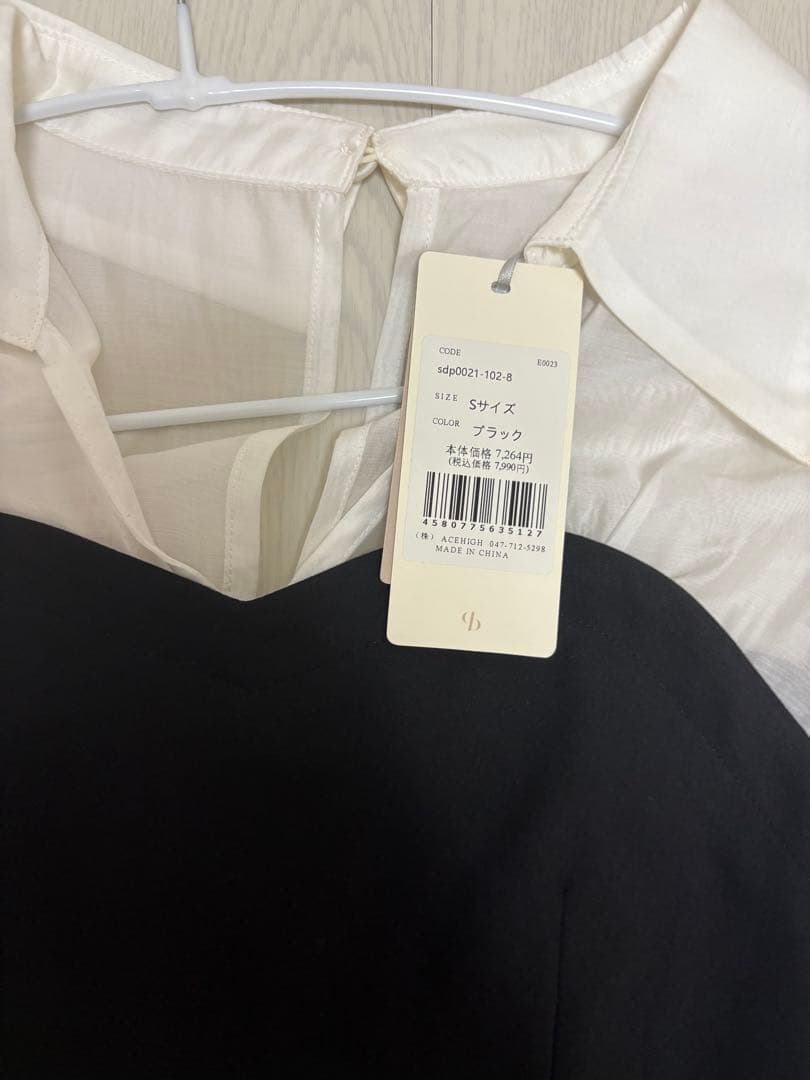 CODE
E0023
sdp0021-102-8
SIZE Sサイズ
COLOR ブラック
本体価格 7,264円
(税込価格 7,990円)
4580775635127
(株) ACEHIGH 047-712-5298
MADE IN CHINA